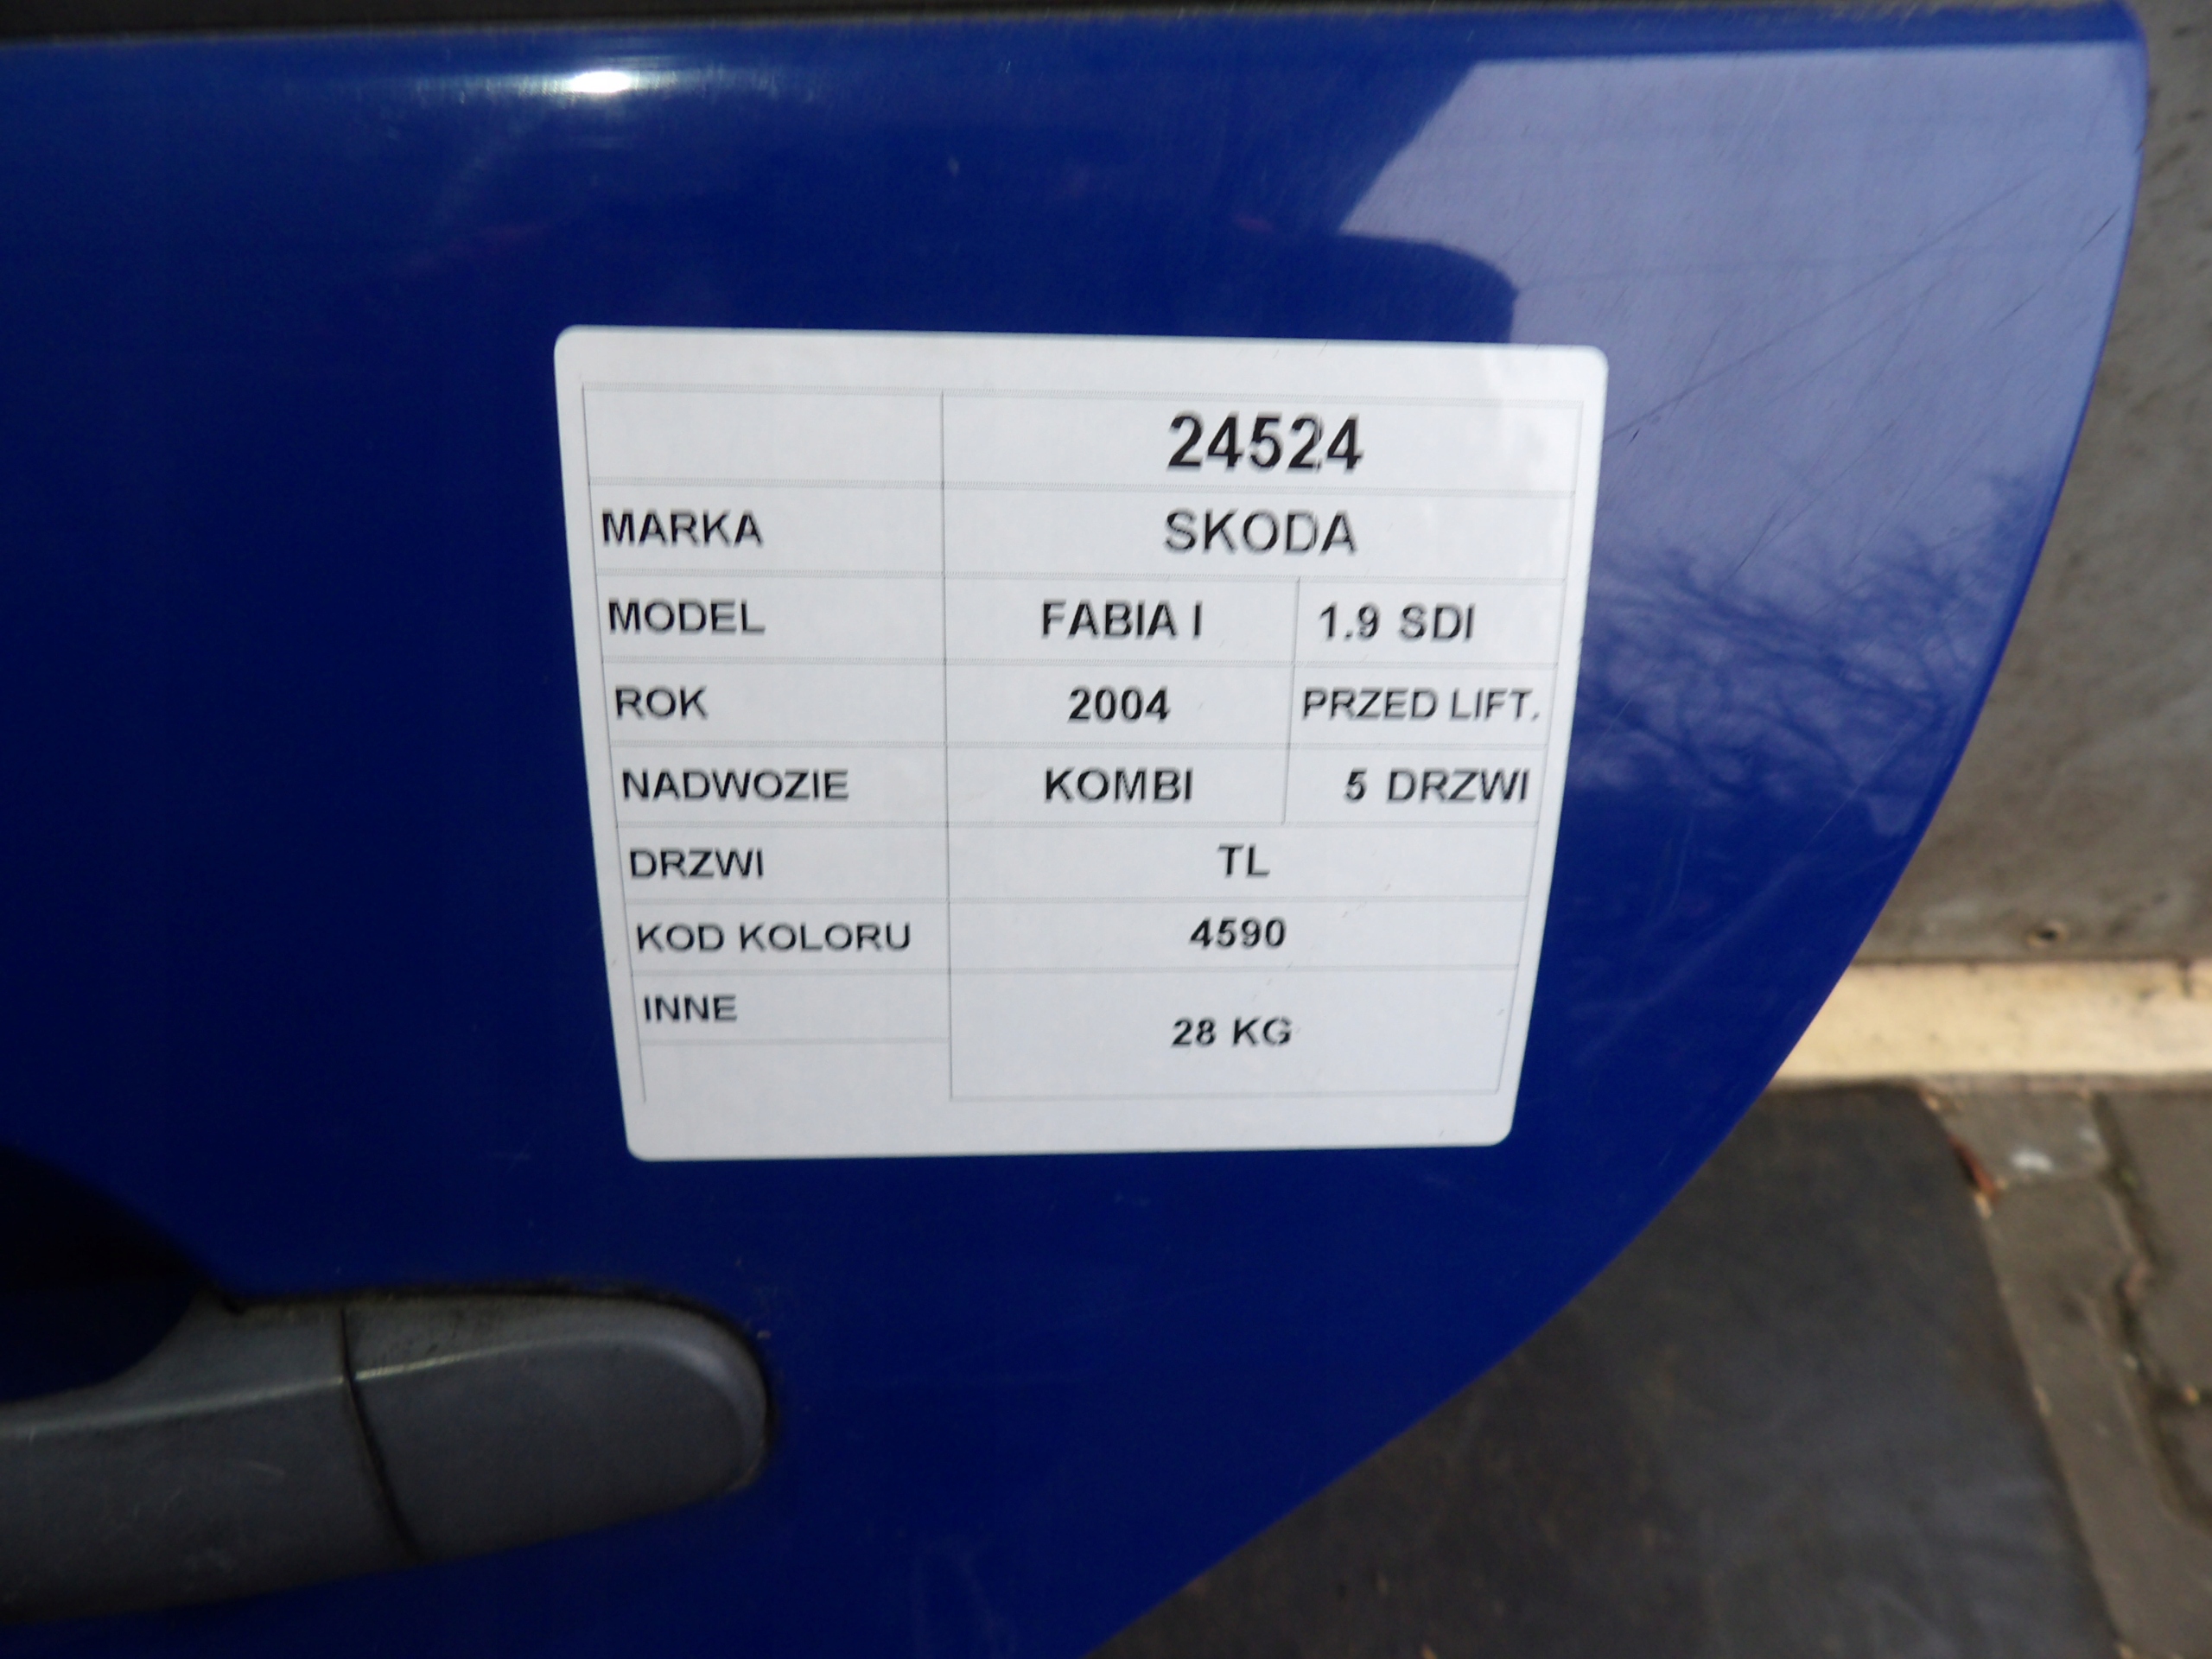 24524
MARKA SKODA
MODEL FABIA I 1.9 SDI
ROK 2004 PRZED LIFT.
NADWOZIE KOMBI 5 DRZWI
DRZWI TL
KOD KOLORU 4590
INNE 28 KG